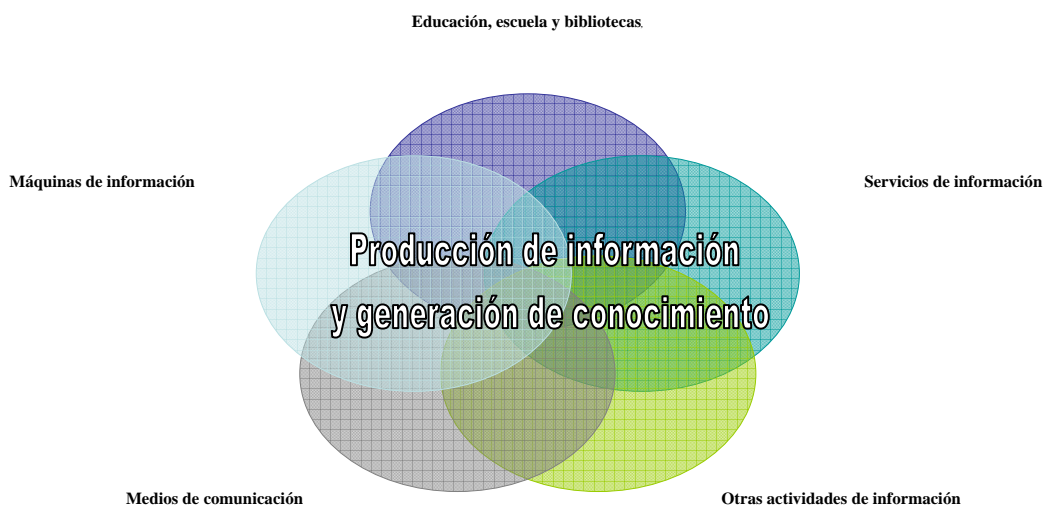 Educación, escuela y bibliotecas.
Máquinas de información
Servicios de información
Producción de información
y generación de conocimiento
Medios de comunicación
Otras actividades de información